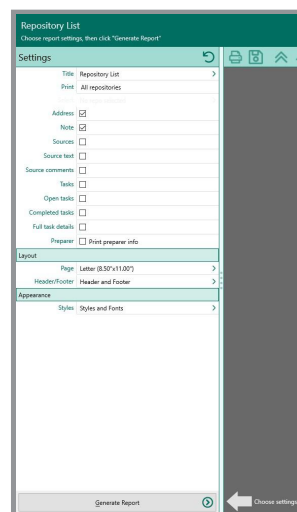 Repository List
Choose report settings, then click "Generate Report"
Settings
Title Repository List
Print All repositories
Address
Note
Sources
Source text
Source comments
Tasks
Open tasks
Completed tasks
Full task details
Preparer Print preparer info
Layout
Page Letter (8.50"x11.00")
Header/Footer Header and Footer
Appearance
Styles Styles and Fonts
Generate Report
Choose settings